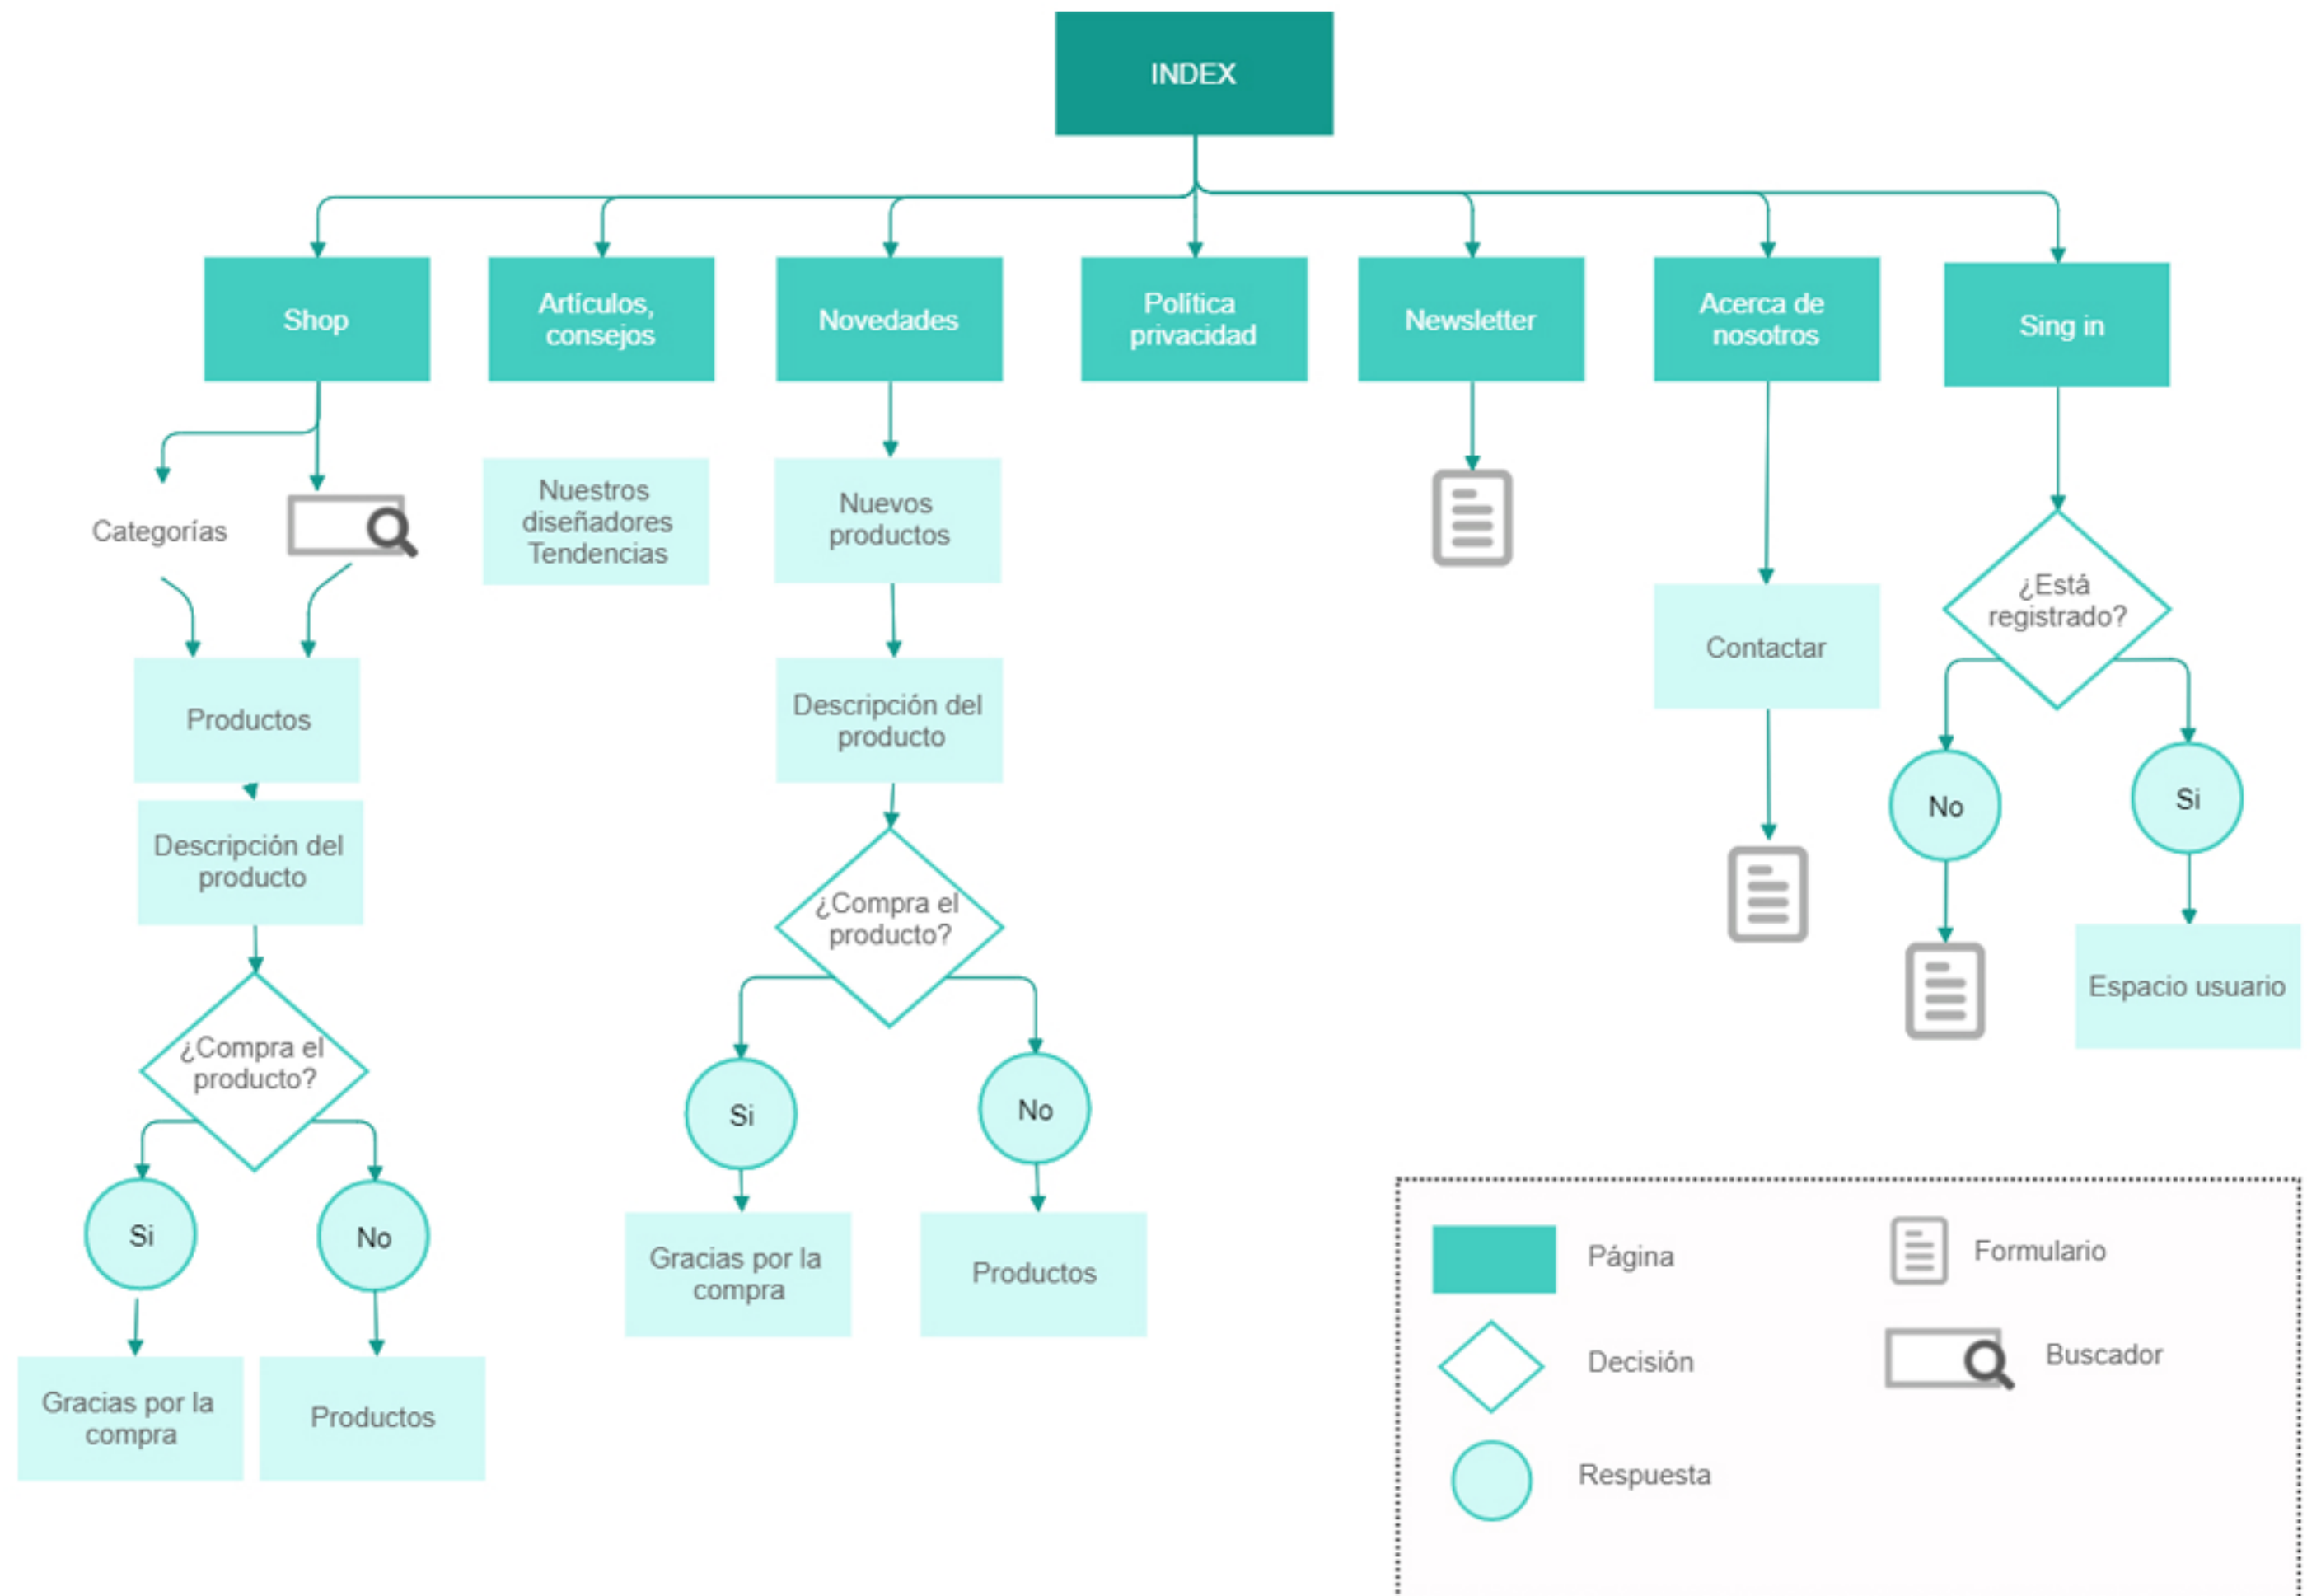 INDEX
Shop
Artículos,
consejos
Novedades
Política
privacidad
Newsletter
Acerca de
nosotros
Sing in
Categorías
Nuestros
diseñadores
Tendencias
Nuevos
productos
¿Está
registrado?
Contactar
Productos
Descripción del
producto
No
Si
Descripción del
producto
¿Compra el
producto?
Espacio usuario
¿Compra el
producto?
Si
No
Si
No
Gracias por la
compra
Productos
Gracias por la
compra
Productos
Página
Formulario
Decisión
Buscador
Respuesta